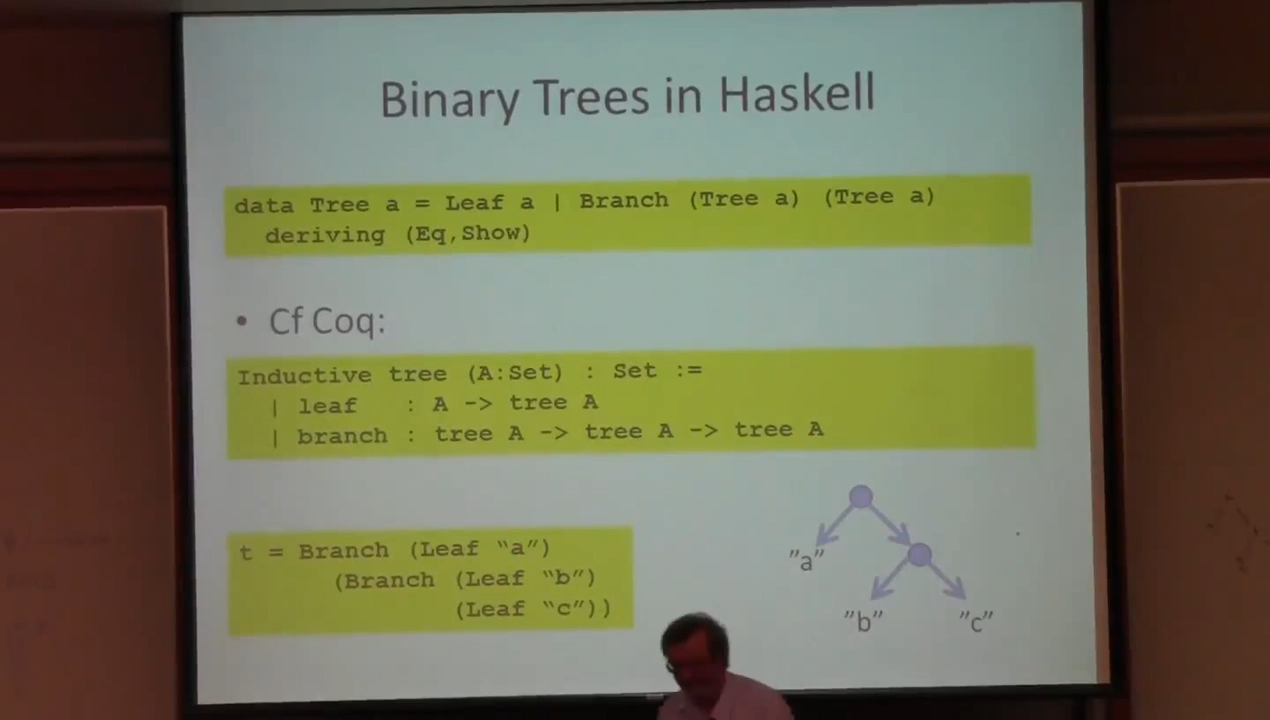 Binary Trees in Haskell
data Tree a = Leaf a | Branch (Tree a) (Tree a)
deriving (Eq,Show)
• Cf Coq:
Inductive tree (A:Set) : Set :=
| leaf : A -> tree A
| branch : tree A -> tree A -> tree A
t = Branch (Leaf “a”)
(Branch (Leaf “b”)
(Leaf “c”))
”a”
”b” ”c”